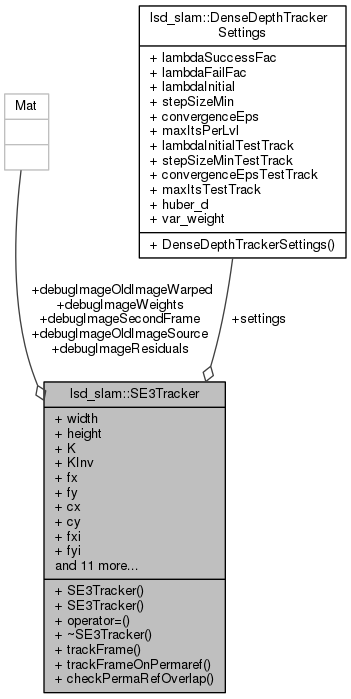 lsd_slam::DenseDepthTracker
Settings
+ lambdaSuccessFac
+ lambdaFailFac
+ lambdaInitial
+ stepSizeMin
+ convergenceEps
+ maxItsPerLvl
+ lambdaInitialTestTrack
+ stepSizeMinTestTrack
+ convergenceEpsTestTrack
+ maxItsTestTrack
+ huber_d
+ var_weight
+ DenseDepthTrackerSettings()
Mat
+debugImageOldImageWarped
+debugImageWeights
+debugImageSecondFrame
+debugImageOldImageSource
+debugImageResiduals
+settings
lsd_slam::SE3Tracker
+ width
+ height
+ K
+ KInv
+ fx
+ fy
+ cx
+ cy
+ fxi
+ fyi
and 11 more...
+ SE3Tracker()
+ SE3Tracker()
+ operator=()
+ ~SE3Tracker()
+ trackFrame()
+ trackFrameOnPermaref()
+ checkPermaRefOverlap()